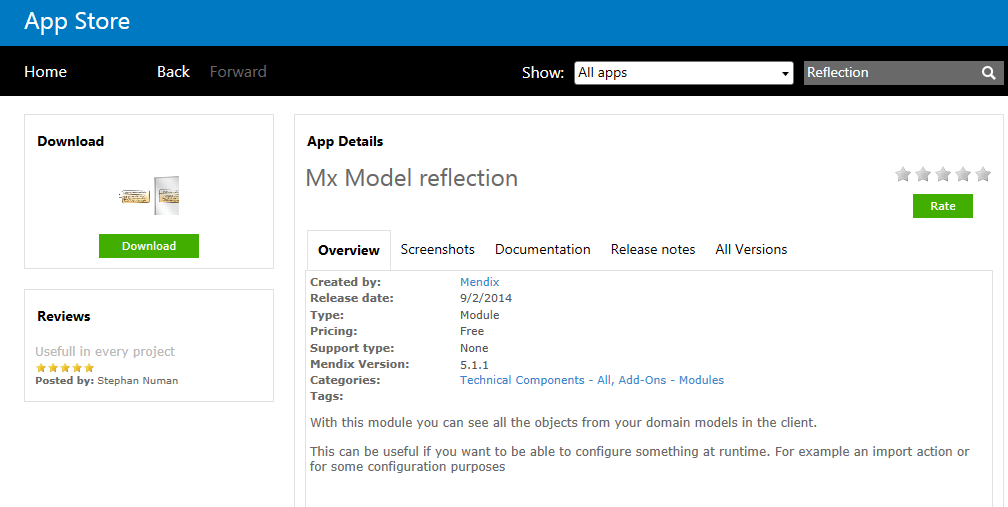 App Store
Home Back Forward Show: All apps Reflection
Download
Download
Reviews
Usefull in every project
Posted by: Stephan Numan
App Details
Mx Model reflection
Rate
Overview Screenshots Documentation Release notes All Versions
Created by: Mendix
Release date: 9/2/2014
Type: Module
Pricing: Free
Support type: None
Mendix Version: 5.1.1
Categories: Technical Components - All, Add-Ons - Modules
Tags:
With this module you can see all the objects from your domain models in the client.
This can be useful if you want to be able to configure something at runtime. For example an import action or
for some configuration purposes